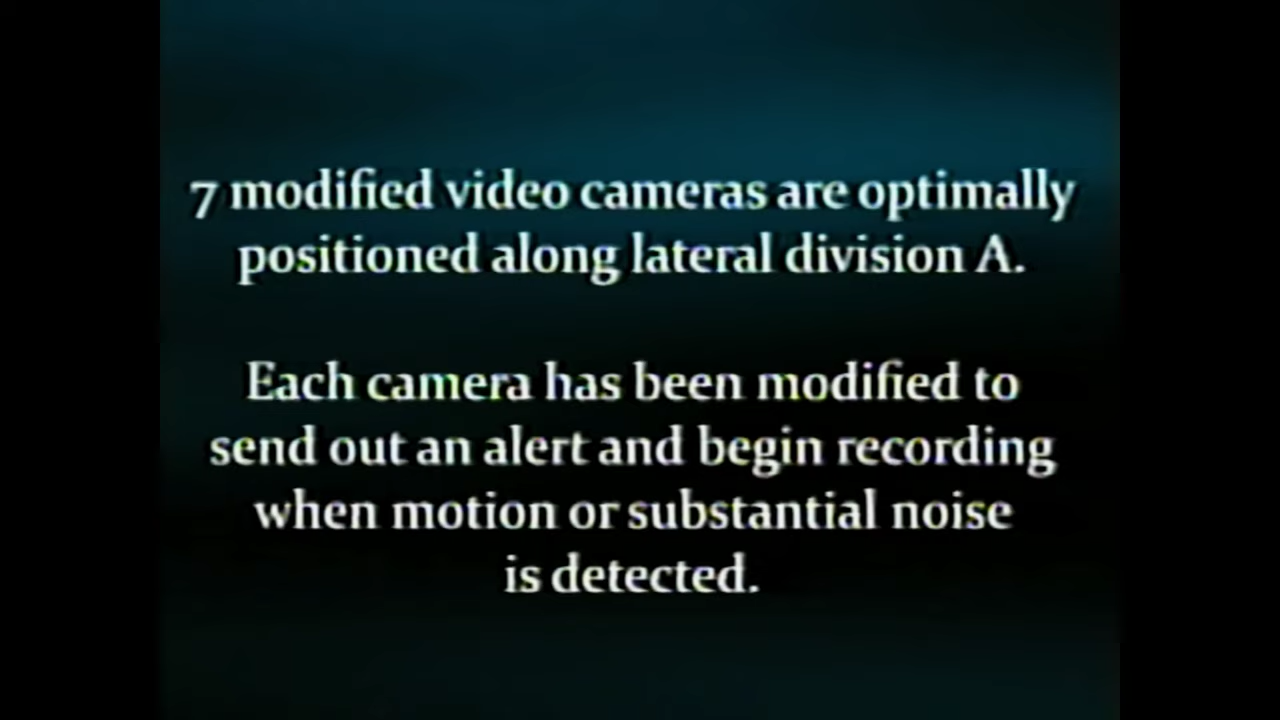 7 modified video cameras are optimally
positioned along lateral division A.
Each camera has been modified to
send out an alert and begin recording
when motion or substantial noise
is detected.